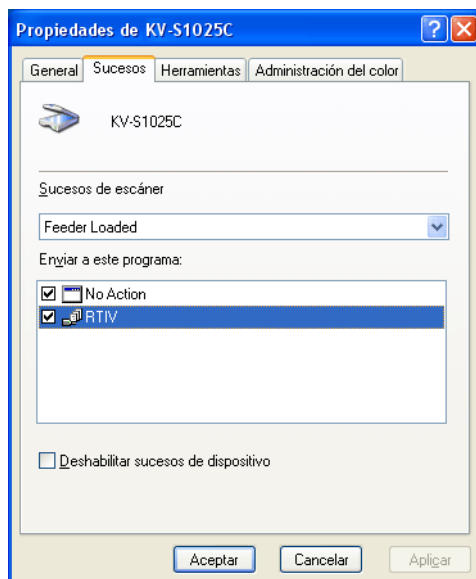 Propiedades de KV-S1025C
General Sucesos Herramientas Administración del color
KV-S1025C
Sucesos de escáner
Feeder Loaded
Enviar a este programa:
No Action
RTIV
Deshabilitar sucesos de dispositivo
Aceptar Cancelar Aplicar